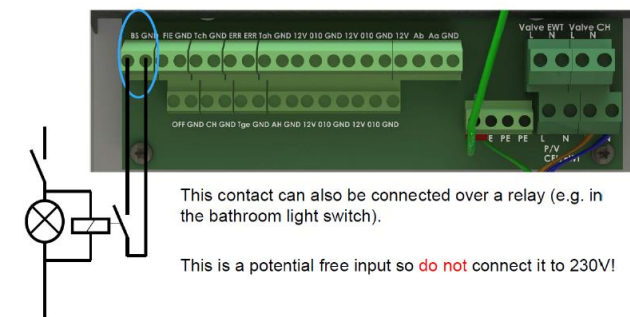 Valve EWT Valve CH
L N L N
BS GND FIE GND Tch GND ERR ERR Tah GND 12V 010 GND 12V 010 GND 12V Ab Aa GND
OFF GND CH GND Tge GND AH GND 12V 010 GND 12V 010 GND
E PE PE L N N
P/V
This contact can also be connected over a relay (e.g. in
the bathroom light switch).
This is a potential free input so do not connect it to 230V!